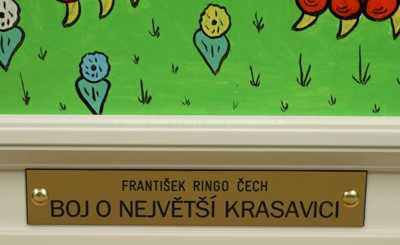 FRANTIŠEK RINGO ČECH
BOJ O NEJVĚTŠÍ KRASAVICI